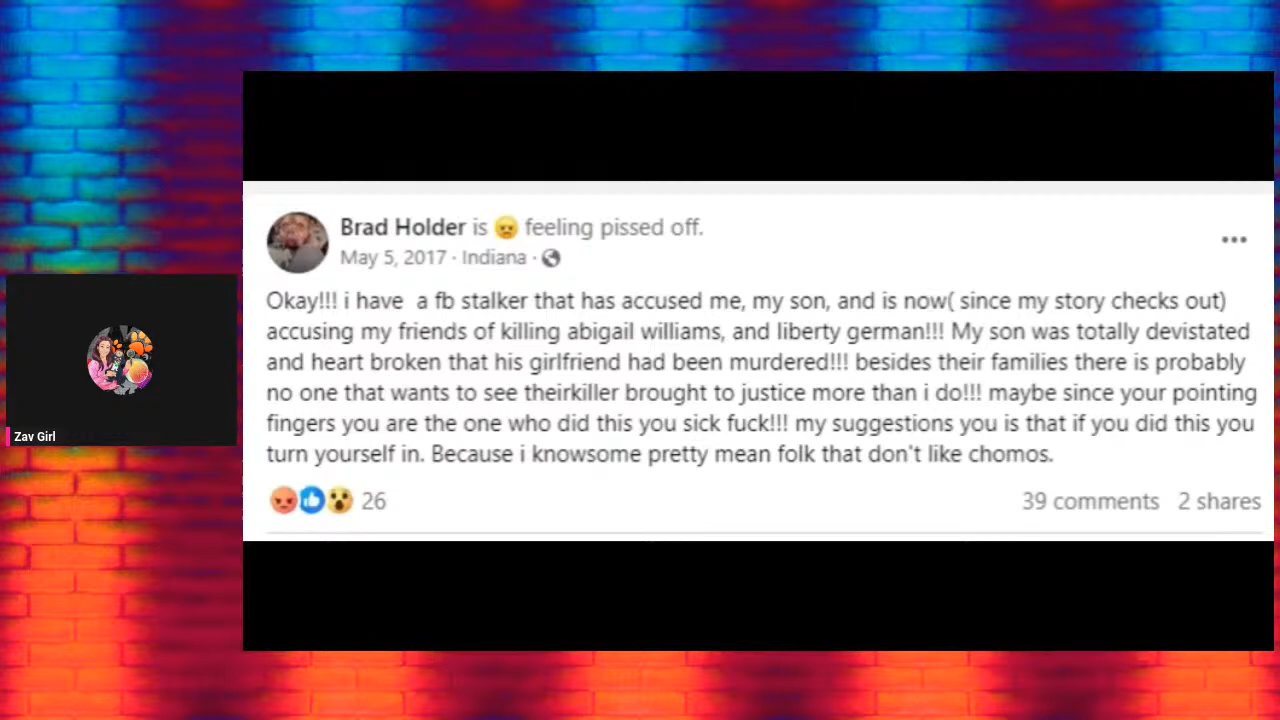 Brad Holder is 😠 feeling pissed off.
May 5, 2017 · Indiana ·
Okay!!! i have  a fb stalker that has accused me, my son, and is now( since my story checks out)
accusing my friends of killing abigail williams, and liberty german!!! My son was totally devistated
and heart broken that his girlfriend had been murdered!!! besides their families there is probably
no one that wants to see theirkiller brought to justice more than i do!!! maybe since your pointing
fingers you are the one who did this you sick fuck!!! my suggestions you is that if you did this you
turn yourself in. Because i knowsome pretty mean folk that don't like chomos.
26
39 comments 2 shares
Zav Girl